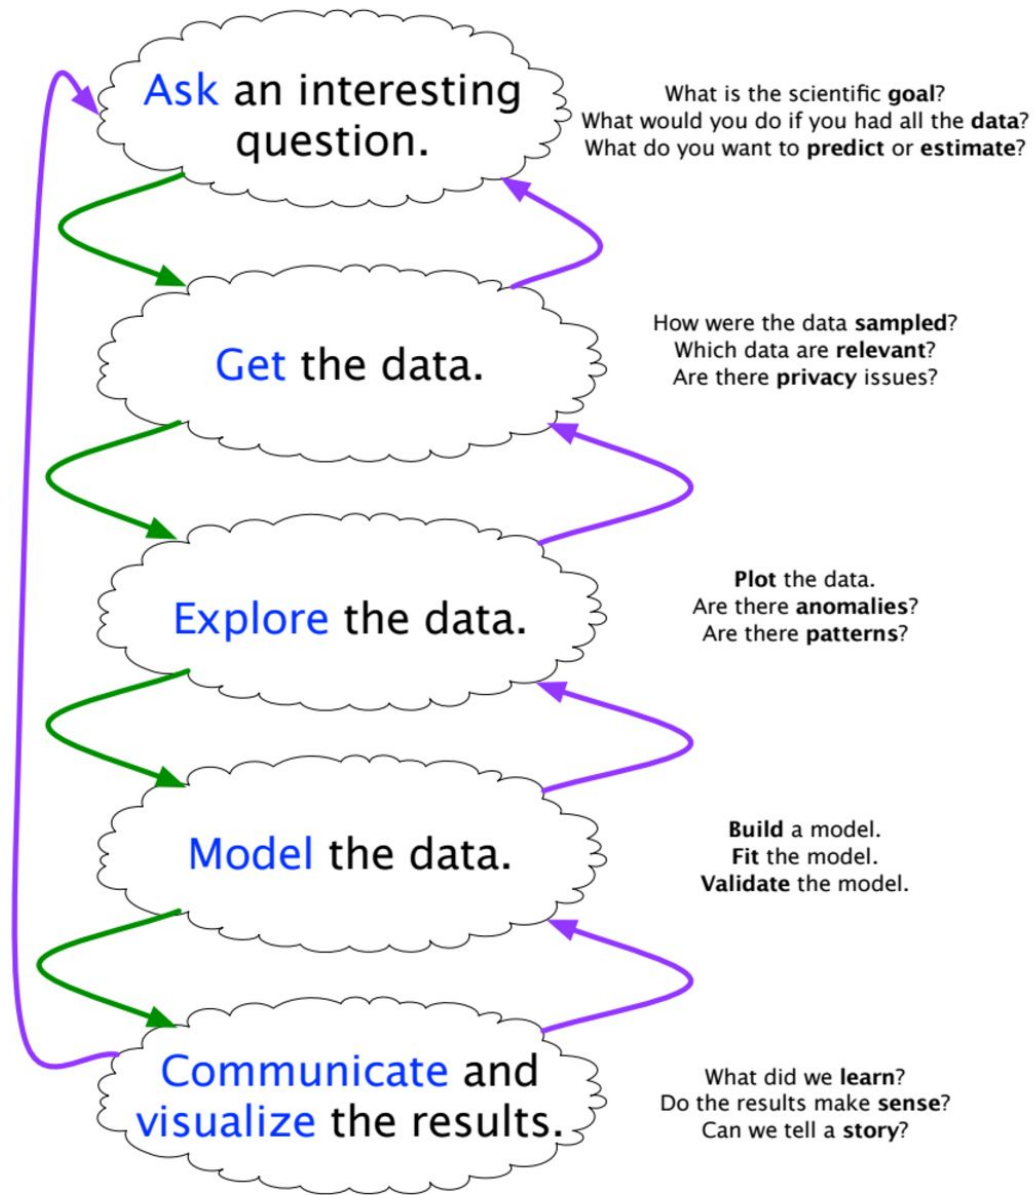 Ask an interesting
question.
What is the scientific goal?
What would you do if you had all the data?
What do you want to predict or estimate?
Get the data.
How were the data sampled?
Which data are relevant?
Are there privacy issues?
Explore the data.
Plot the data.
Are there anomalies?
Are there patterns?
Model the data.
Build a model.
Fit the model.
Validate the model.
Communicate and
visualize the results.
What did we learn?
Do the results make sense?
Can we tell a story?